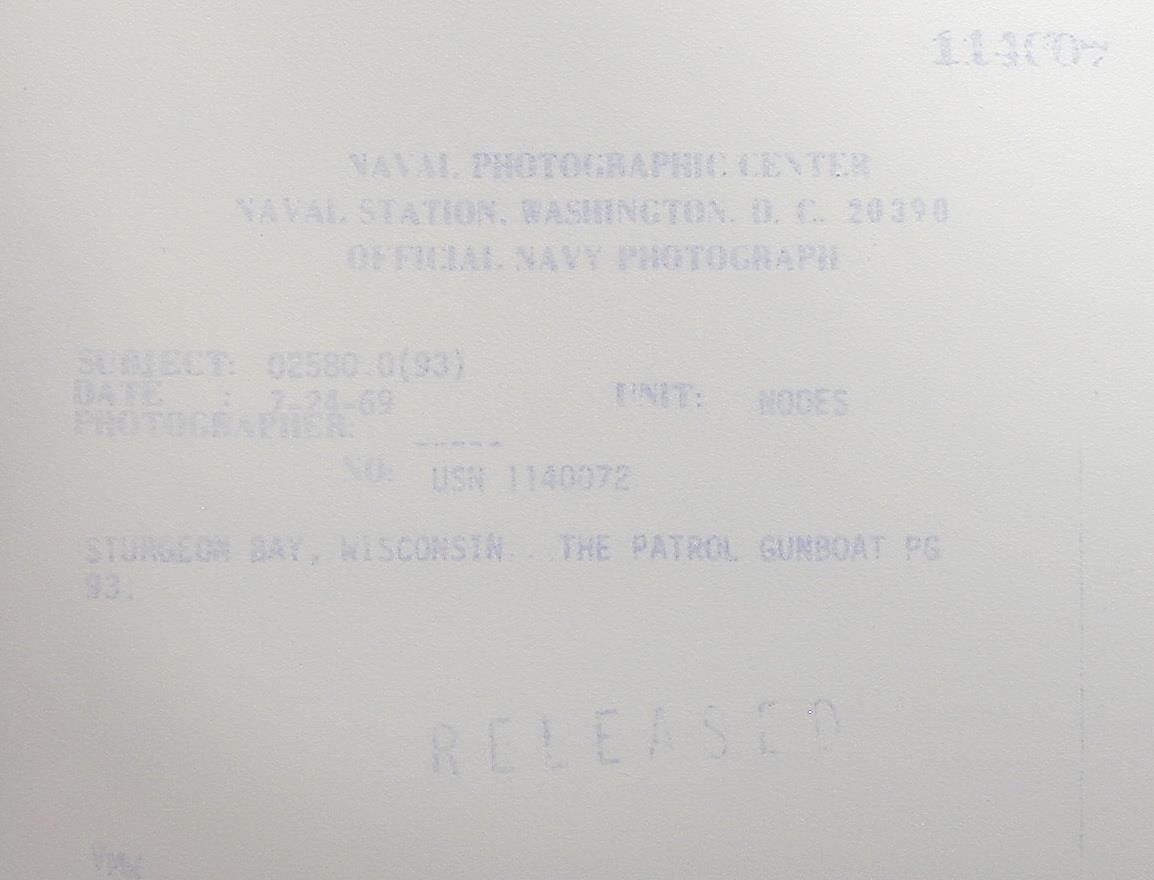 NAVAL PHOTOGRAPHIC CENTER
NAVAL STATION, WASHINGTON, D. C. 20390
OFFICIAL NAVY PHOTOGRAPH
SUBJECT: 02580.0(93)
DATE : 7-24-69 UNIT: NODES
PHOTOGRAPHER: -----
NO: USN 1140072
STURGEON BAY, WISCONSIN... THE PATROL GUNBOAT PG
93.
RELEASED